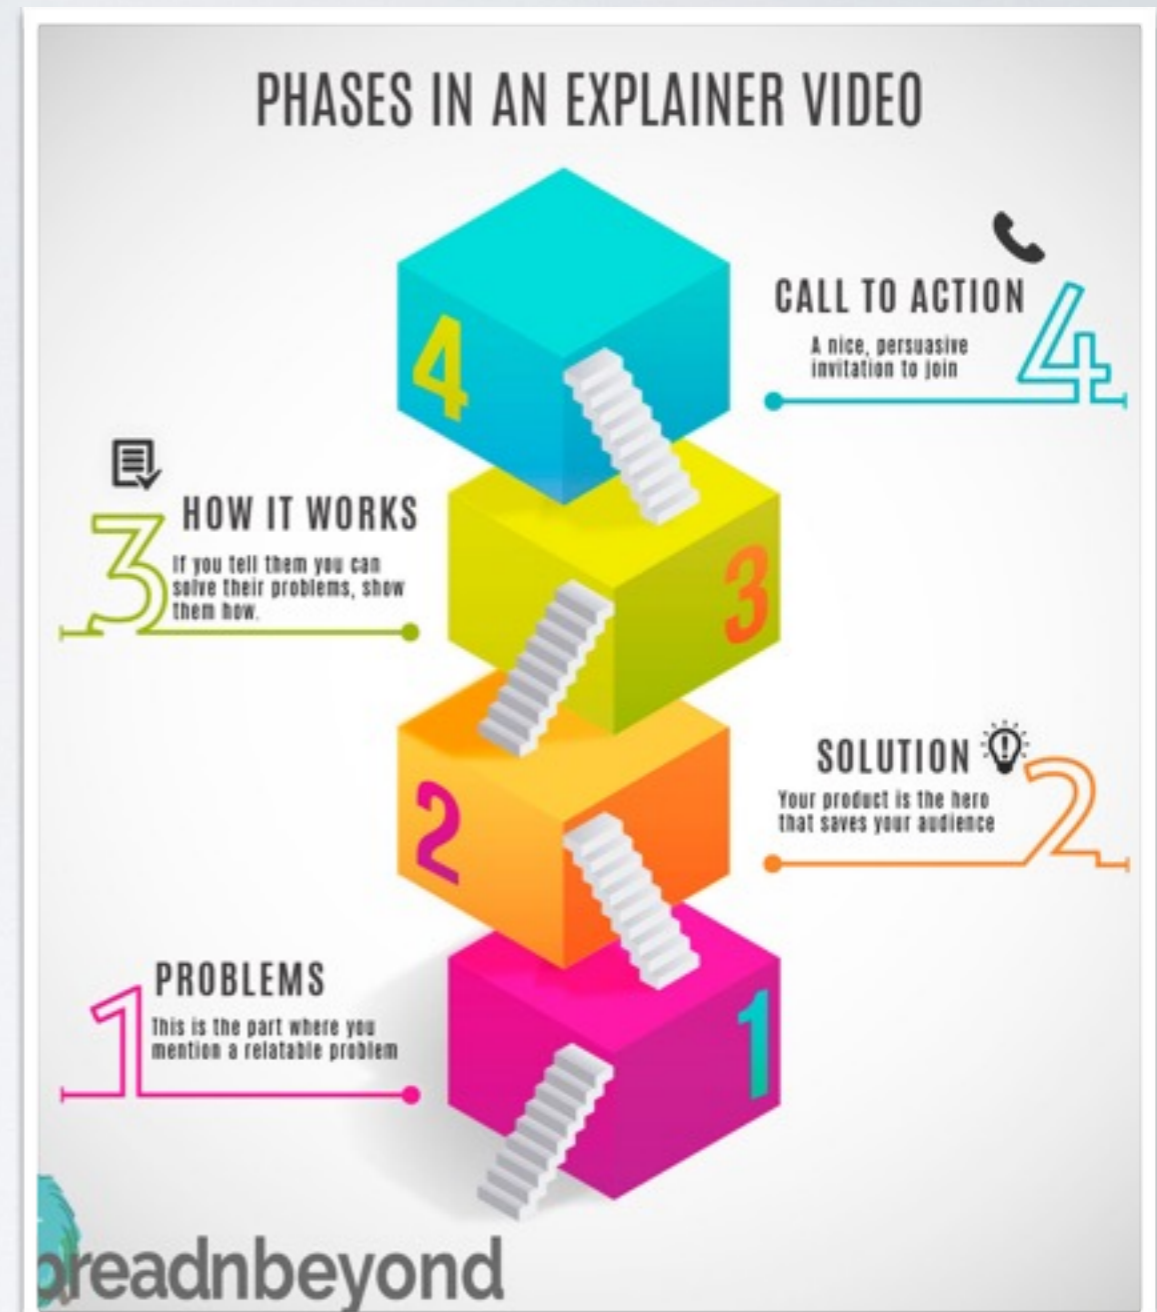 PHASES IN AN EXPLAINER VIDEO
4
CALL TO ACTION
A nice, persuasive
invitation to join
4
3
HOW IT WORKS
If you tell them you can
solve their problems, show
them how.
3
2
SOLUTION
Your product is the hero
that saves your audience
2
1
PROBLEMS
This is the part where you
mention a relatable problem
1
breadnbeyond